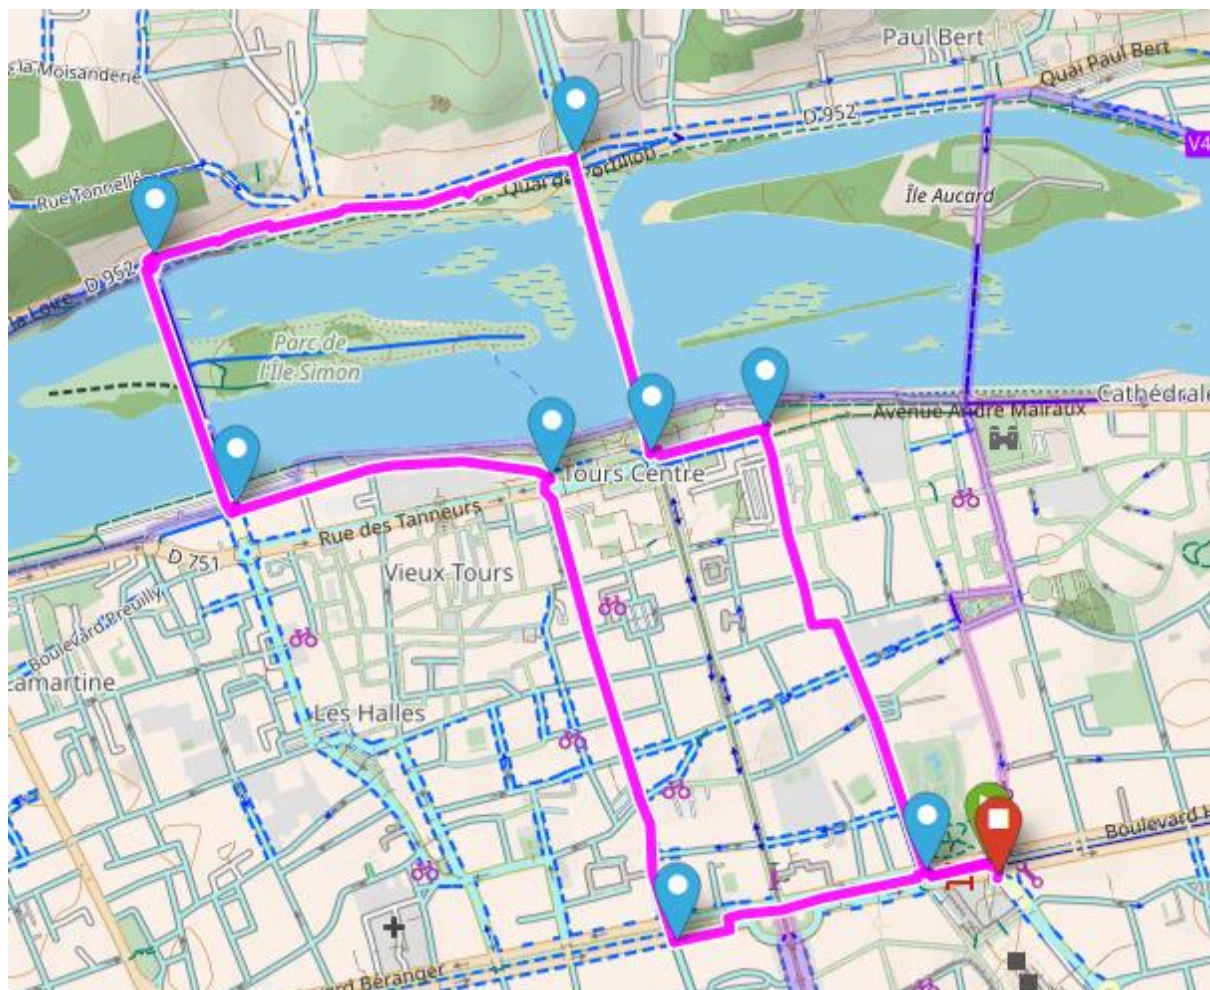 Paul Bert
Quai Paul Bert
de la Moisanderie
D 952
V4
Quai de Portillon
Rue Tonnellé
Île Aucard
D 952
la Loire
Parc de
l'Île Simon
Cathédrale
Avenue André Malraux
Tours Centre
Rue des Tanneurs
D 751
Vieux Tours
Boulevard Preuilly
Lamartine
Les Halles
Boulevard H
Boulevard Béranger